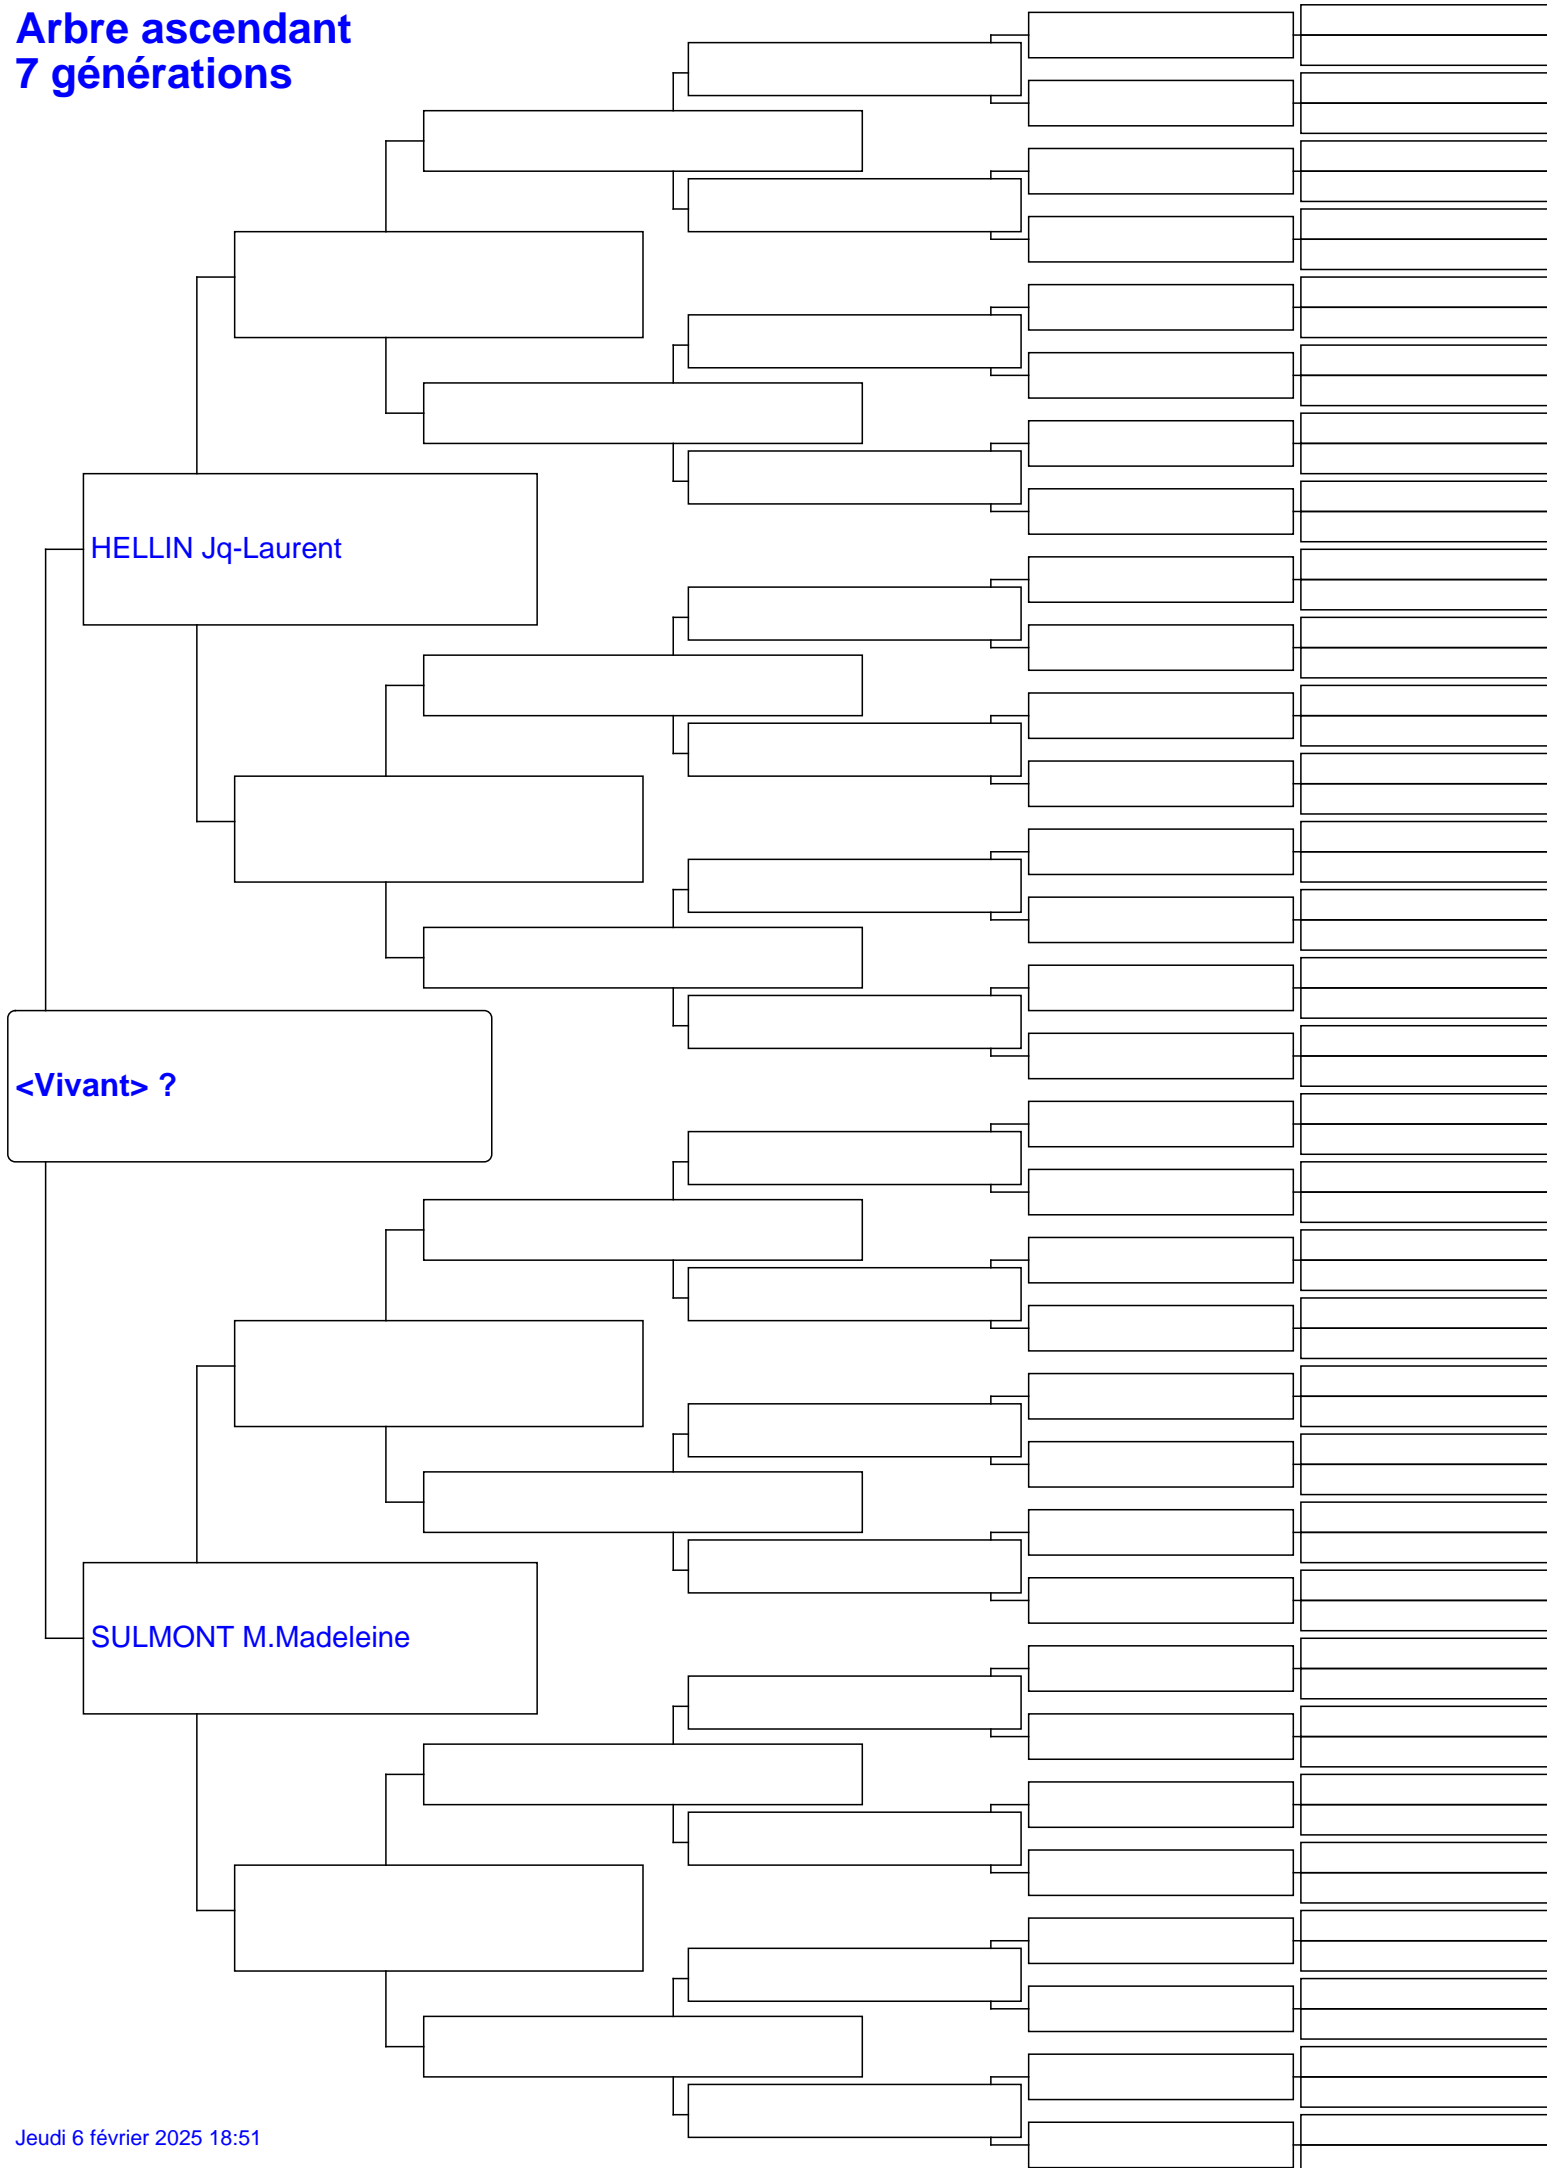 Arbre ascendant
7 générations
HELLIN Jq-Laurent
<Vivant> ?
SULMONT M.Madeleine
Jeudi 6 février 2025 18:51